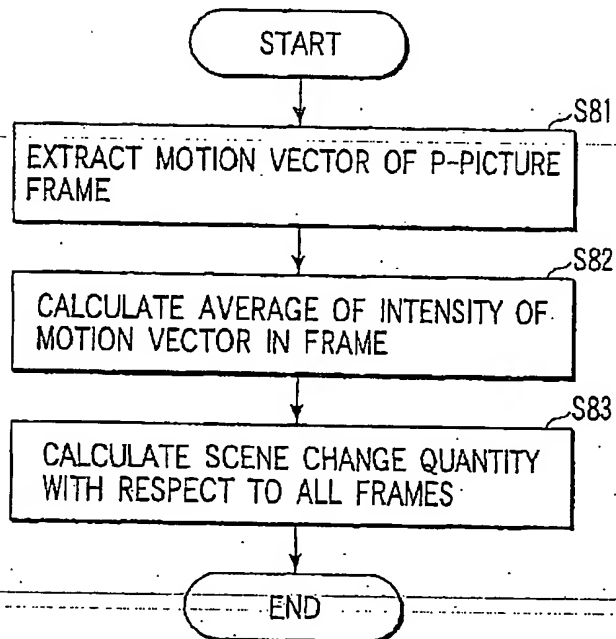 START
S81
EXTRACT MOTION VECTOR OF P-PICTURE
FRAME
S82
CALCULATE AVERAGE OF INTENSITY OF
MOTION VECTOR IN FRAME
S83
CALCULATE SCENE CHANGE QUANTITY
WITH RESPECT TO ALL FRAMES
END